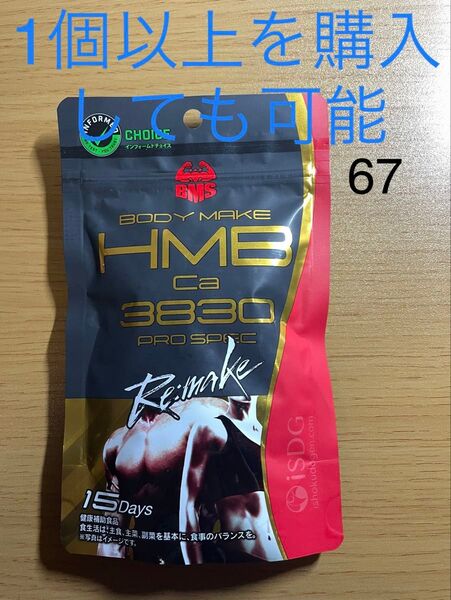 1個以上を購入
しても可能
67
INFORMED
CHOICE
インフォームドチョイス
BMS
BODY MAKE
HMB
Ca
3830
PRO SPEC
Re:make
iSDG
ishokudogen.com
15Days
健康補助食品
食生活は、主食、主菜、副菜を基本に、食事のバランスを。
※写真はイメージです。